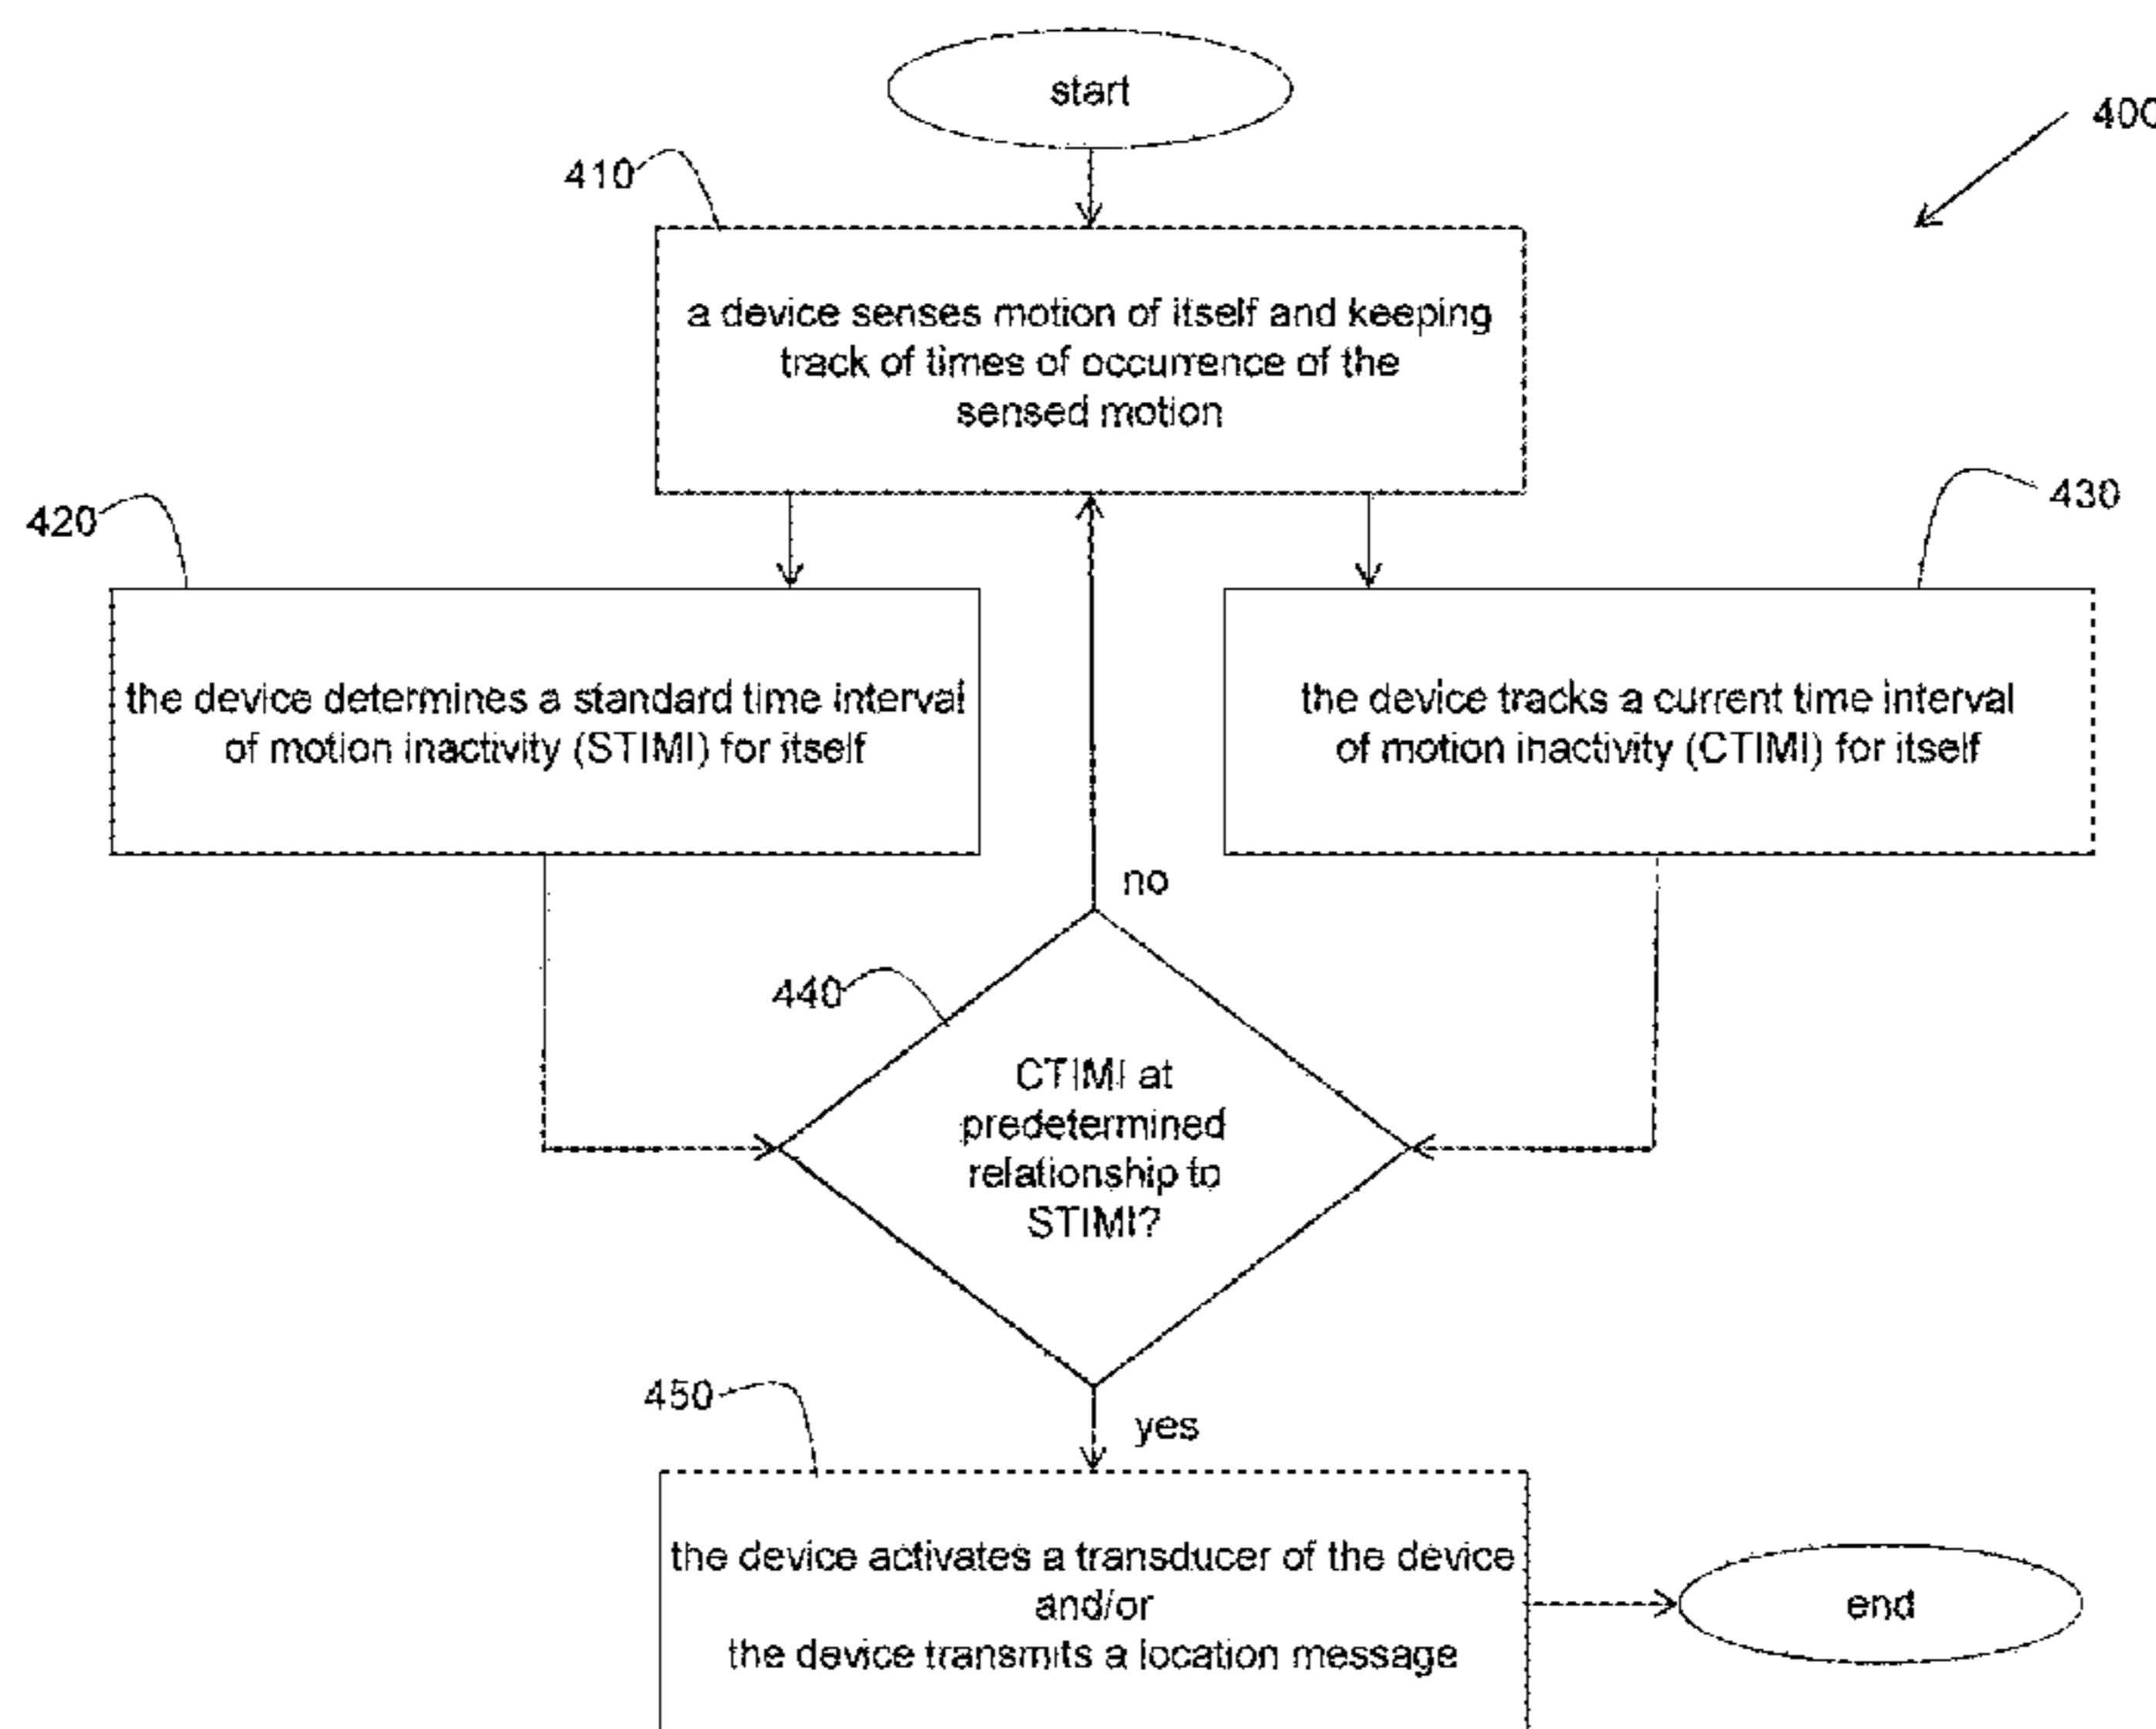 start
400
410
a device senses motion of itself and keeping
track of times of occurrence of the
sensed motion
420
430
the device determines a standard time interval
of motion inactivity (STIMI) for itself
the device tracks a current time interval
of motion inactivity (CTIMI) for itself
no
440
CTIMI at
predetermined
relationship to
STIMI?
450
yes
the device activates a transducer of the device
and/or
the device transmits a location message
end